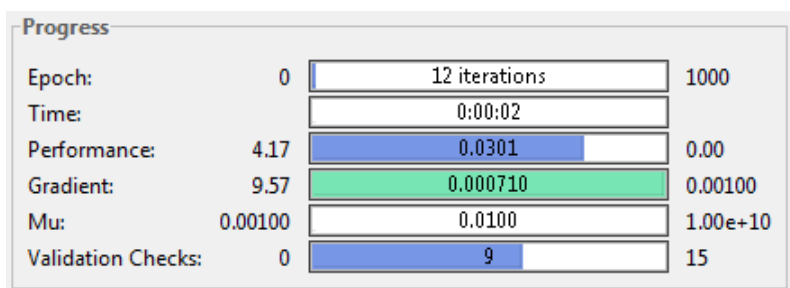 Progress
Epoch: 0 12 iterations 1000
Time: 0:00:02
Performance: 4.17 0.0301 0.00
Gradient: 9.57 0.000710 0.00100
Mu: 0.00100 0.0100 1.00e+10
Validation Checks: 0 9 15